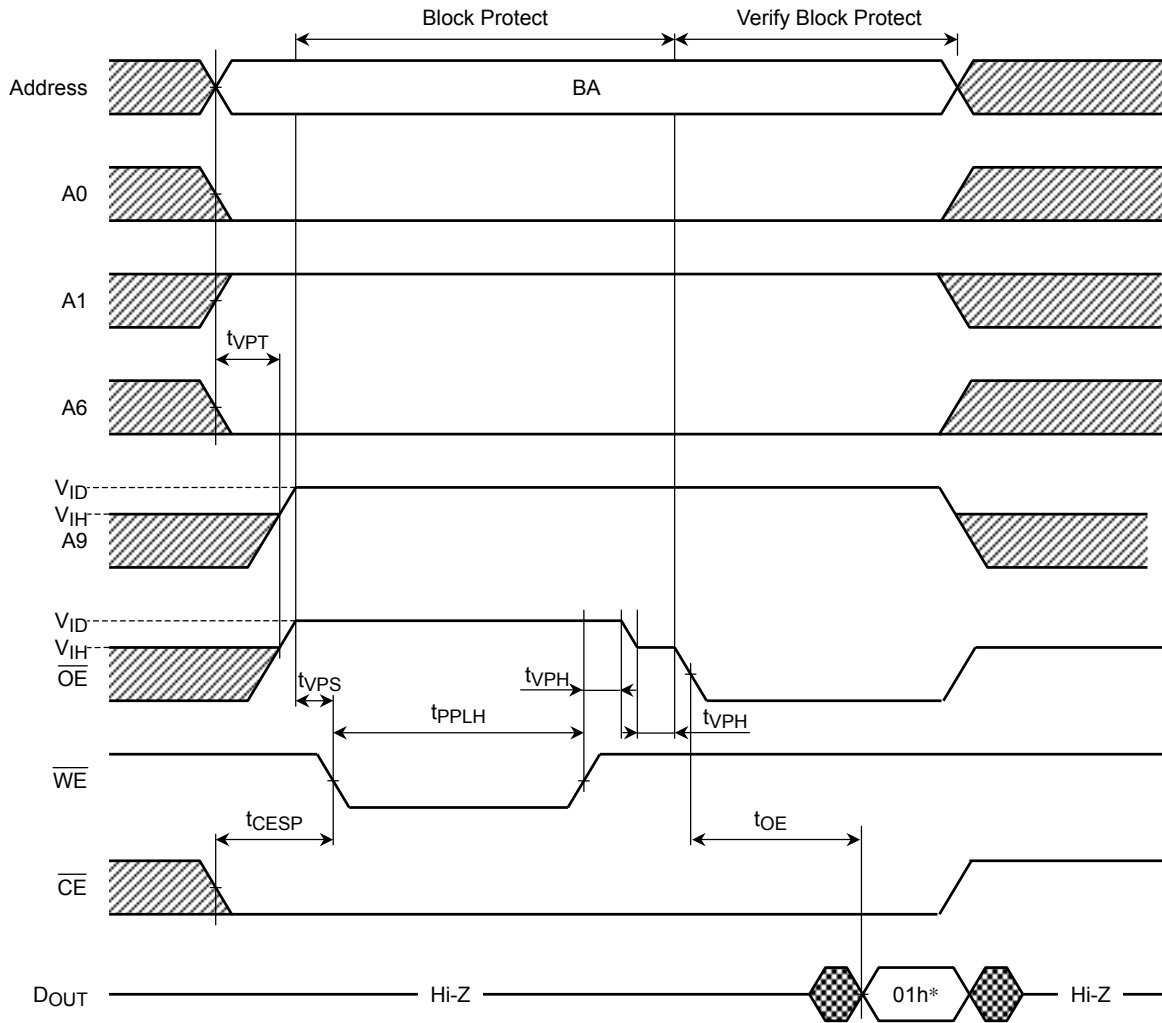 Block Protect
Verify Block Protect
Address
BA
A0
A1
tVPT
A6
VID
VIH
A9
VID
VIH
OE
tVPS
tVPH
tPPLH
tVPH
WE
tCESP
tOE
CE
DOUT
Hi-Z
01h*
Hi-Z